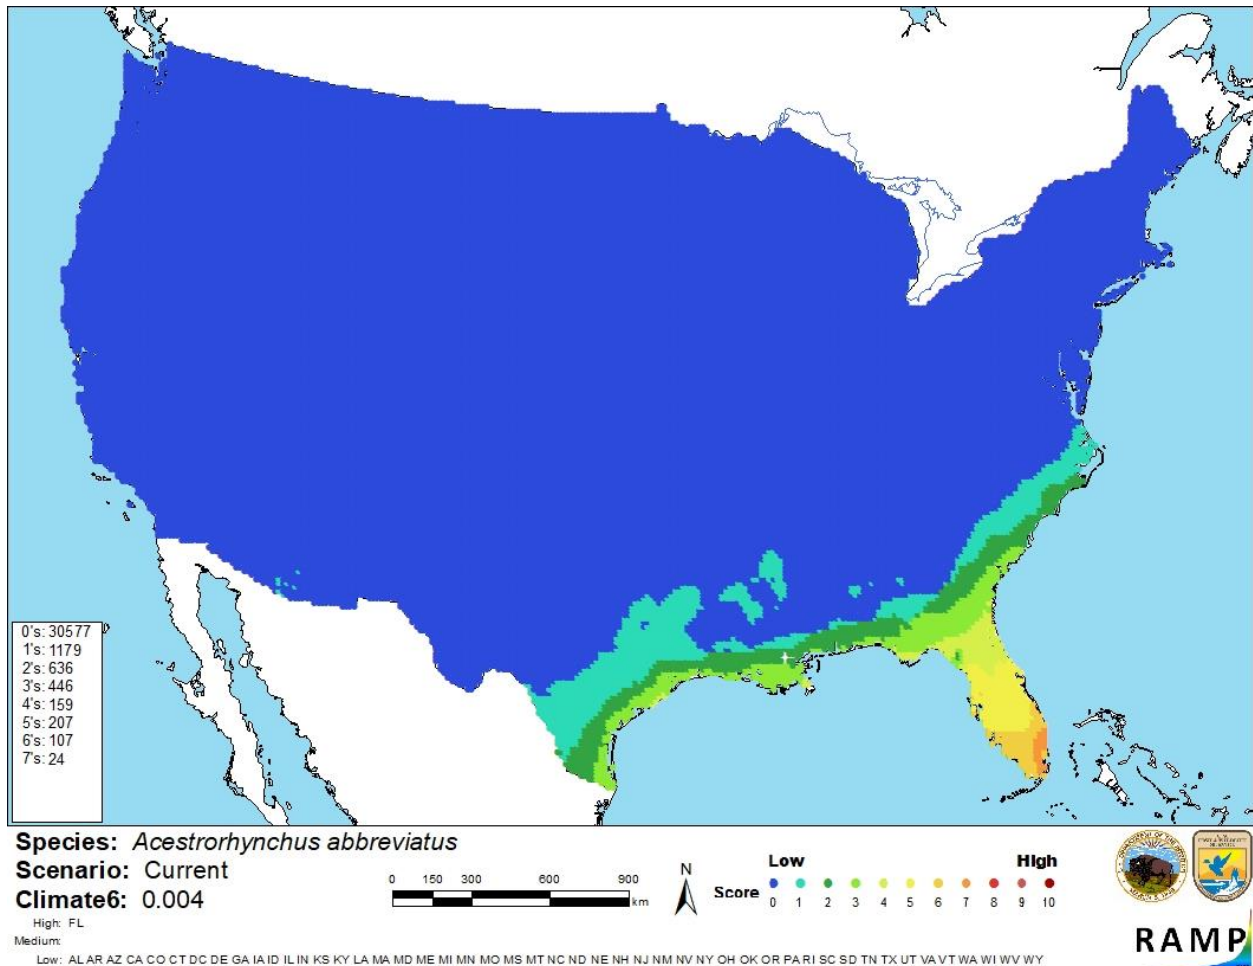 0's: 30577
1's: 1179
2's: 636
3's: 446
4's: 159
5's: 207
6's: 107
7's: 24
Species: Acestrorhynchus abbreviatus
Scenario: Current
Climate6: 0.004
High: FL
Medium:
Low: AL AR AZ CA CO CT DC DE GA IA ID IL IN KS KY LA MA MD ME MI MN MO MS MT NC ND NE NH NJ NM NV NY OH OK OR PA RI SC SD TN TX UT VA VT WA WI WV WY
0 150 300 600 900
km
N
Low High
Score
0 1 2 3 4 5 6 7 8 9 10
RAMP